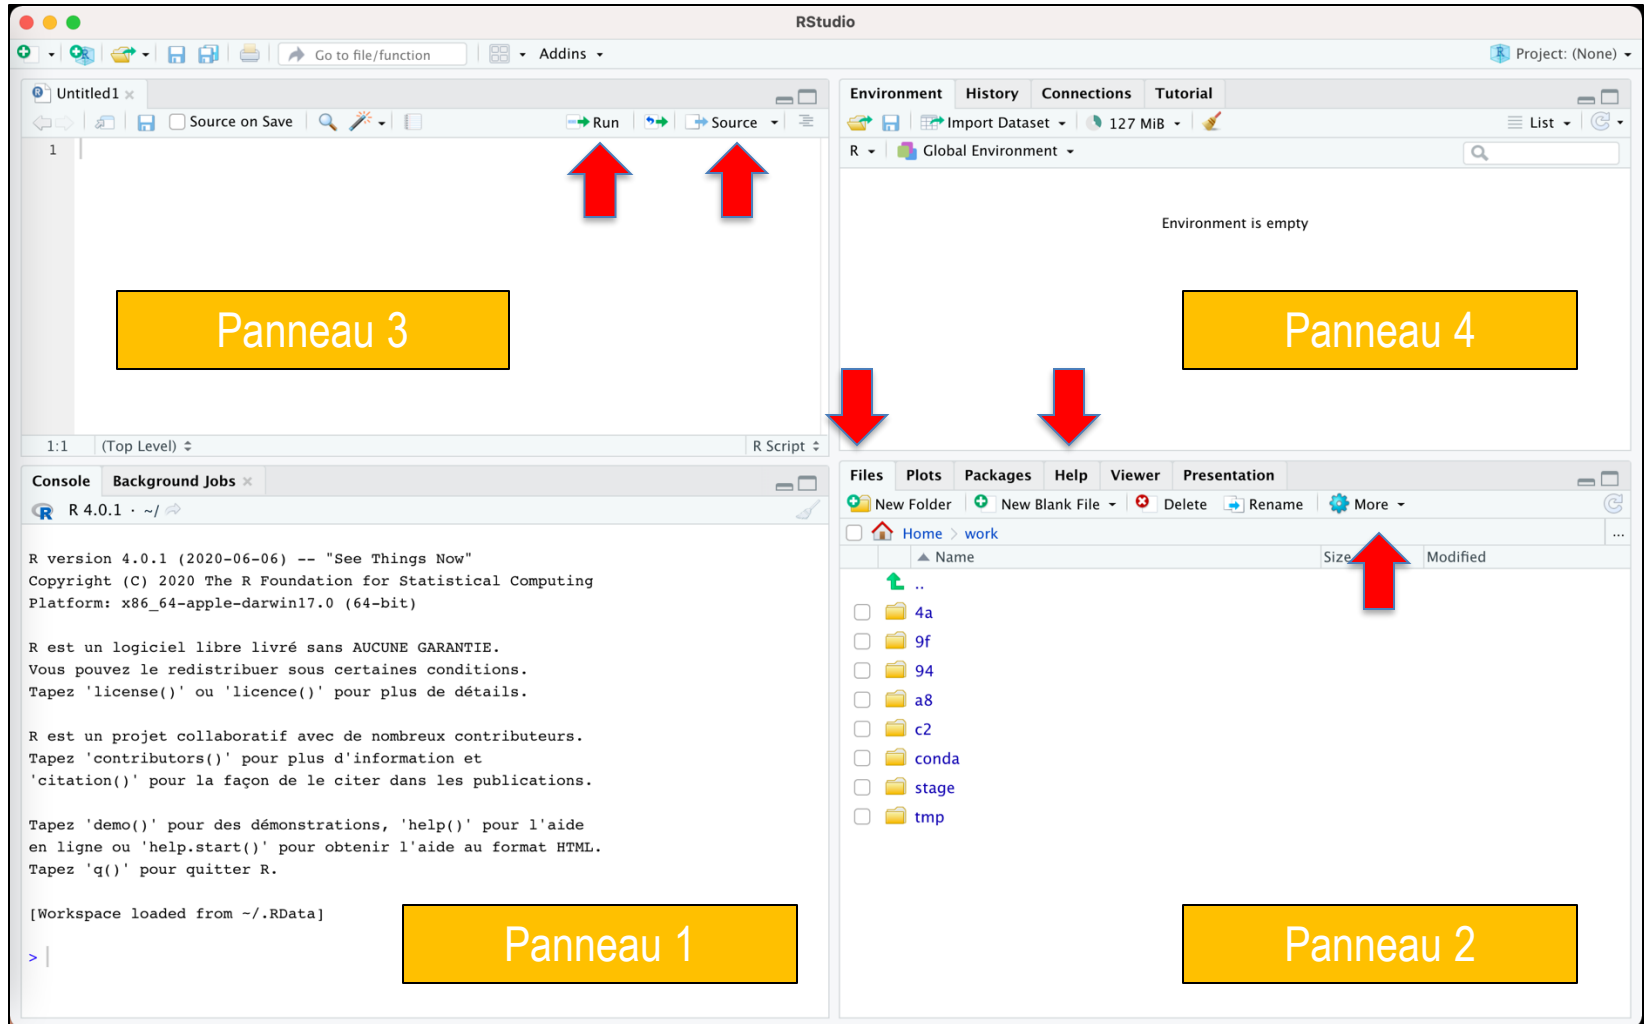 RStudio
Go to file/function
Addins
Project: (None)
Untitled1
Source on Save
Run
Source
1
Panneau 3
1:1 (Top Level)
R Script
Environment History Connections Tutorial
Import Dataset
127 MiB
List
R
Global Environment
Environment is empty
Panneau 4
Console Background Jobs
R 4.0.1 · ~/
R version 4.0.1 (2020-06-06) -- "See Things Now"
Copyright (C) 2020 The R Foundation for Statistical Computing
Platform: x86_64-apple-darwin17.0 (64-bit)
R est un logiciel libre livré sans AUCUNE GARANTIE.
Vous pouvez le redistribuer sous certaines conditions.
Tapez 'license()' ou 'licence()' pour plus de détails.
R est un projet collaboratif avec de nombreux contributeurs.
Tapez 'contributors()' pour plus d'information et
'citation()' pour la façon de le citer dans les publications.
Tapez 'demo()' pour des démonstrations, 'help()' pour l'aide
en ligne ou 'help.start()' pour obtenir l'aide au format HTML.
Tapez 'q()' pour quitter R.
[Workspace loaded from ~/.RData]
>
Panneau 1
Files Plots Packages Help Viewer Presentation
New Folder New Blank File Delete Rename More
Home > work
...
Name Size Modified
..
4a
9f
94
a8
c2
conda
stage
tmp
Panneau 2